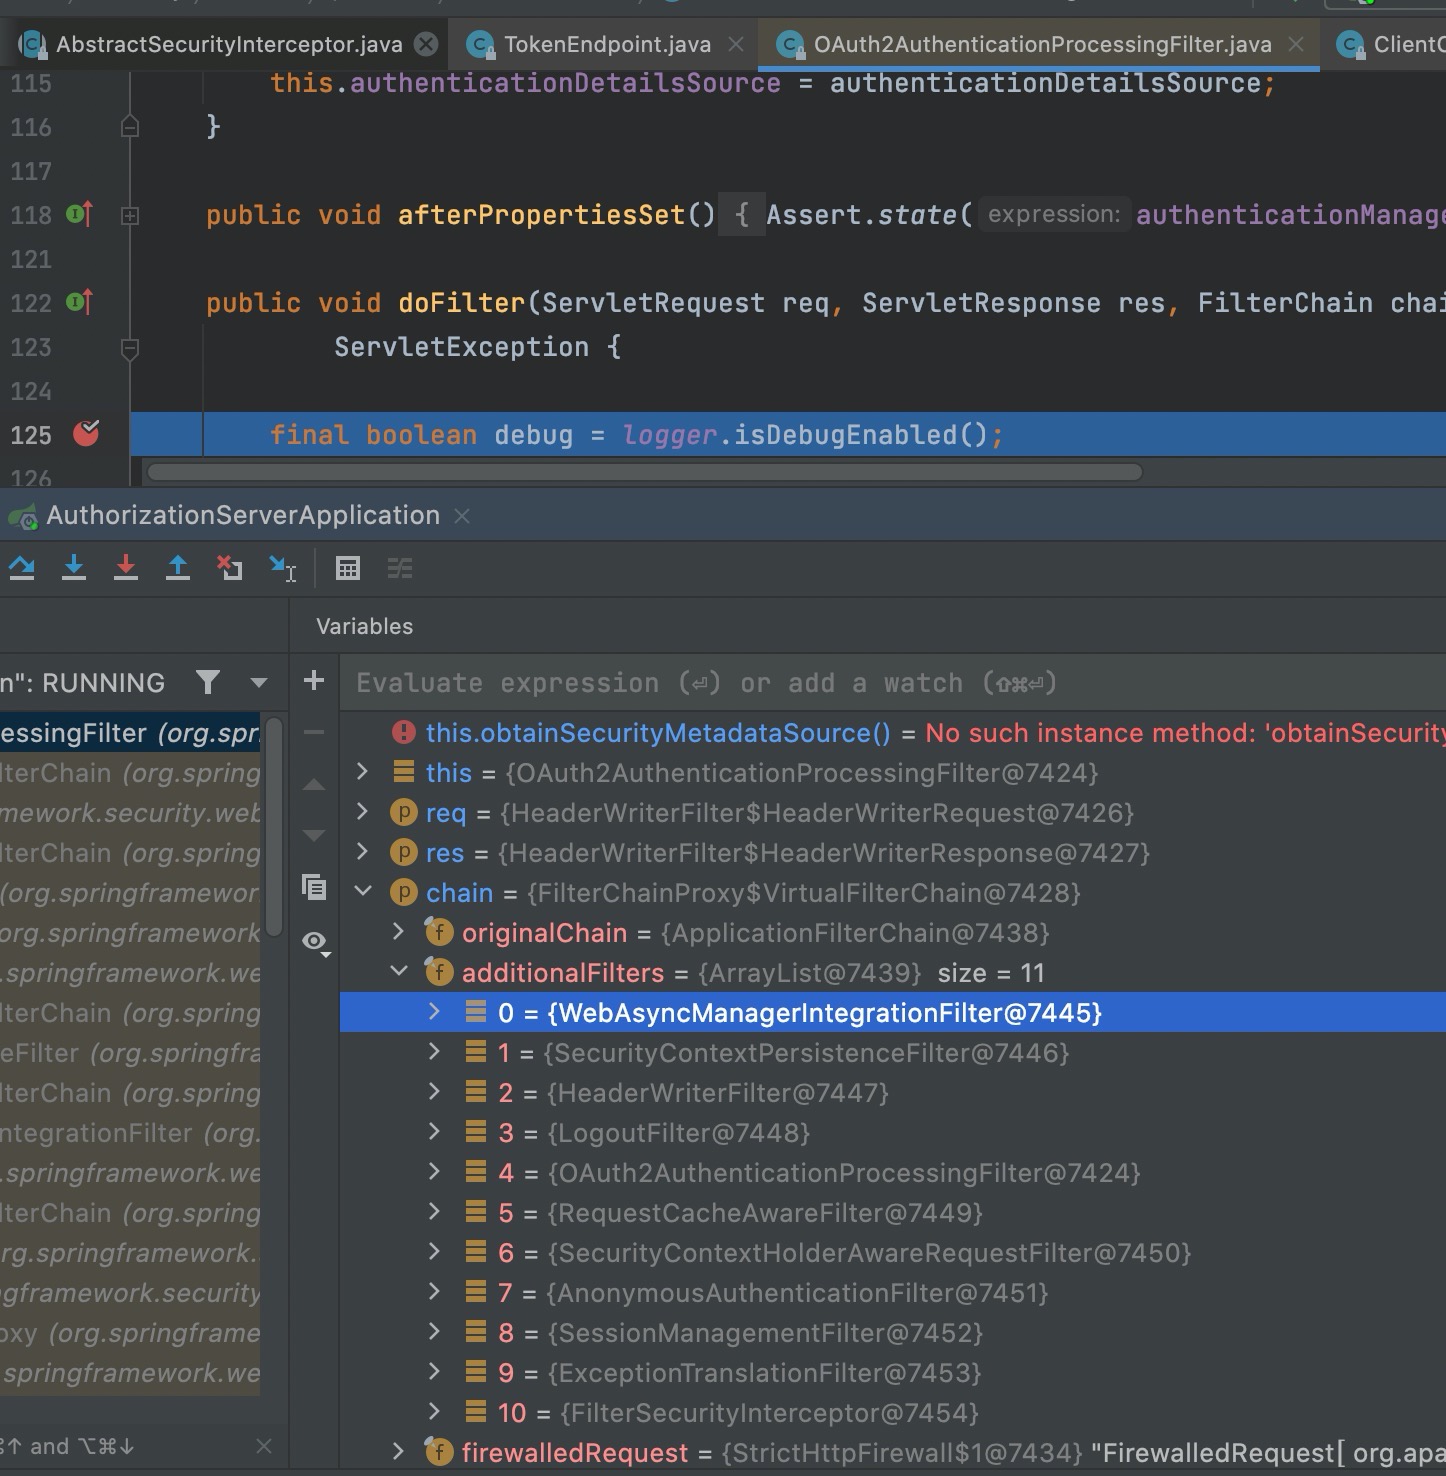 AbstractSecurityInterceptor.java TokenEndpoint.java OAuth2AuthenticationProcessingFilter.java
115 this.authenticationDetailsSource = authenticationDetailsSource;
116 }
117
118 public void afterPropertiesSet() { Assert.state( expression: authenticationManage
121
122 public void doFilter(ServletRequest req, ServletResponse res, FilterChain chai
123 ServletException {
124
125 final boolean debug = logger.isDebugEnabled();
126
AuthorizationServerApplication
Variables
n": RUNNING
Evaluate expression (⏎) or add a watch (⇧⌘⏎)
essingFilter (org.spr
this.obtainSecurityMetadataSource() = No such instance method: 'obtainSecurity
lterChain (org.spring
this = {OAuth2AuthenticationProcessingFilter@7424}
mework.security.web
req = {HeaderWriterFilter$HeaderWriterRequest@7426}
lterChain (org.spring
res = {HeaderWriterFilter$HeaderWriterResponse@7427}
(org.springframewor
chain = {FilterChainProxy$VirtualFilterChain@7428}
org.springframework
originalChain = {ApplicationFilterChain@7438}
.springframework.we
additionalFilters = {ArrayList@7439} size = 11
lterChain (org.spring
0 = {WebAsyncManagerIntegrationFilter@7445}
eFilter (org.springfra
1 = {SecurityContextPersistenceFilter@7446}
lterChain (org.spring
2 = {HeaderWriterFilter@7447}
ntegrationFilter (org.
3 = {LogoutFilter@7448}
.springframework.we
4 = {OAuth2AuthenticationProcessingFilter@7424}
lterChain (org.spring
5 = {RequestCacheAwareFilter@7449}
rg.springframework.
6 = {SecurityContextHolderAwareRequestFilter@7450}
gframework.security
7 = {AnonymousAuthenticationFilter@7451}
oxy (org.springframe
8 = {SessionManagementFilter@7452}
springframework.we
9 = {ExceptionTranslationFilter@7453}
10 = {FilterSecurityInterceptor@7454}
⌘↑ and ⌥⌘↓
firewalledRequest = {StrictHttpFirewall$1@7434} "FirewalledRequest[ org.apa